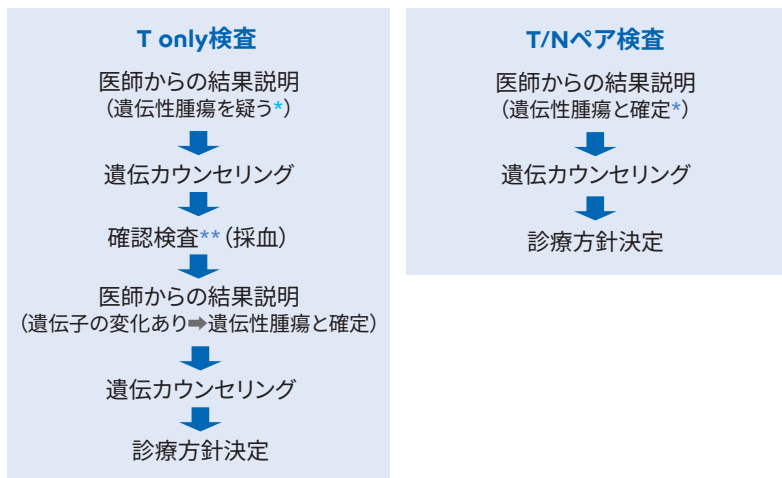 T only検査
医師からの結果説明
（遺伝性腫瘍を疑う*）
遺伝カウンセリング
確認検査**（採血）
医師からの結果説明
（遺伝子の変化あり➡遺伝性腫瘍と確定）
遺伝カウンセリング
診療方針決定
T/Nペア検査
医師からの結果説明
（遺伝性腫瘍と確定*）
遺伝カウンセリング
診療方針決定